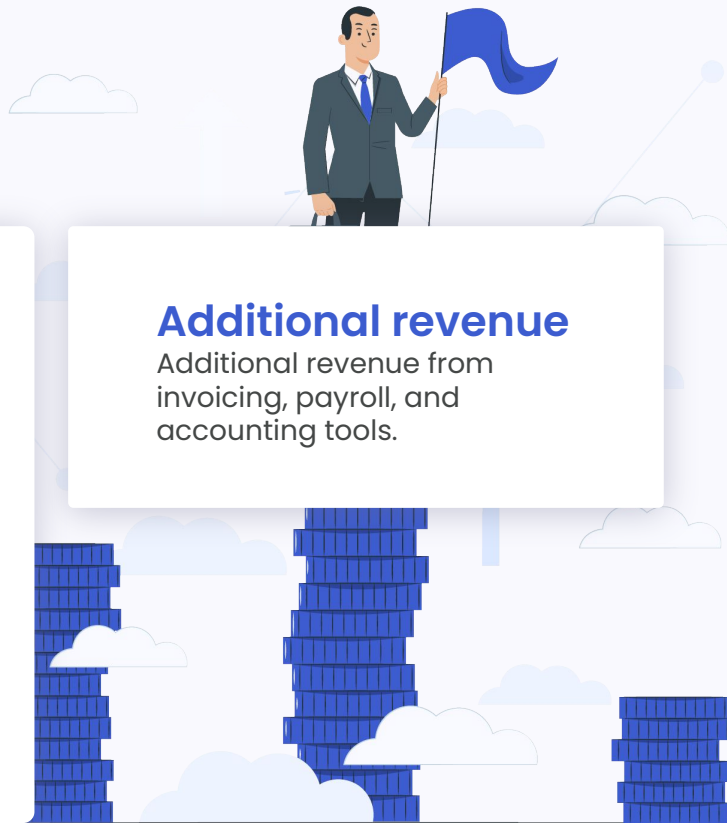 Additional revenue
Additional revenue from
invoicing, payroll, and
accounting tools.